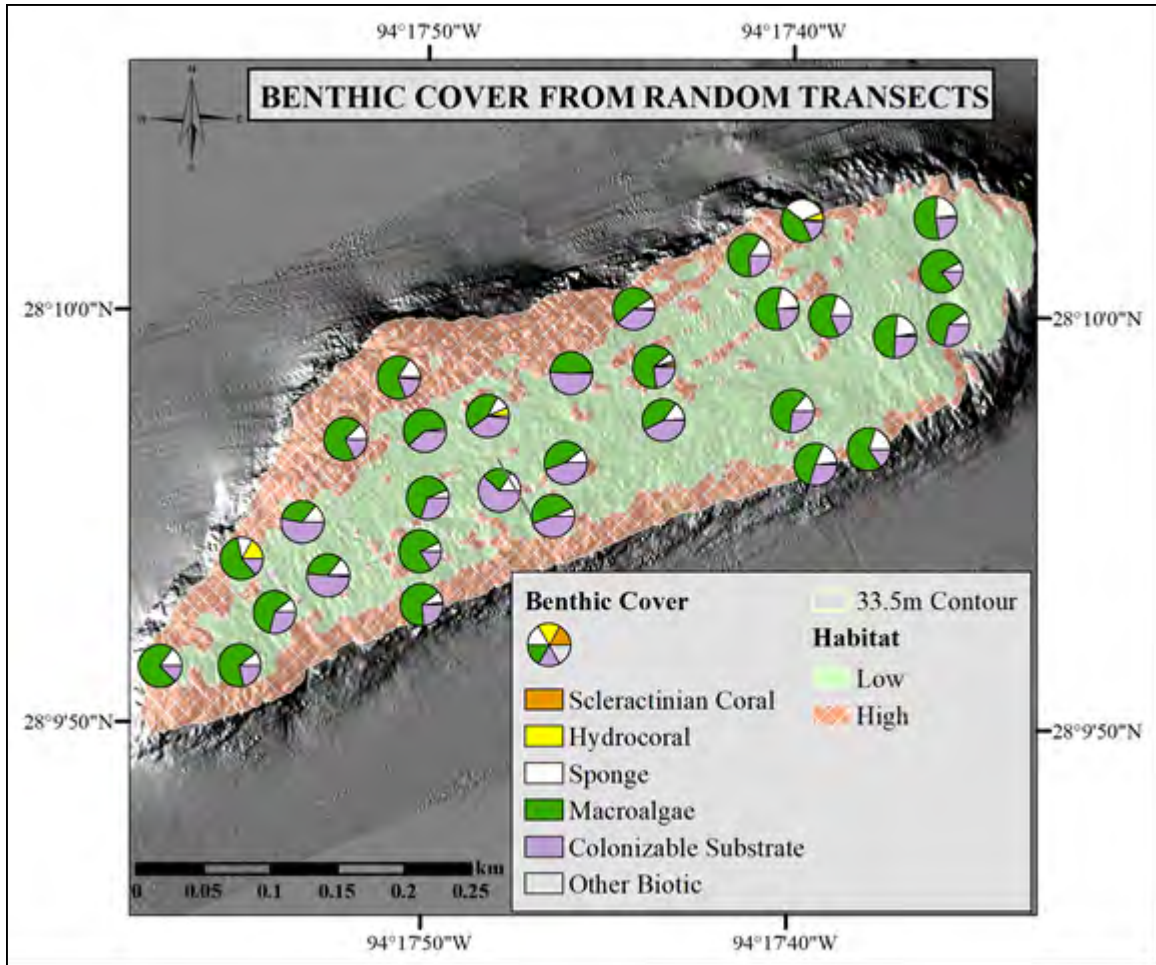 94°17'50"W 94°17'40"W
BENTHIC COVER FROM RANDOM TRANSECTS
28°10'0"N 28°10'0"N
Benthic Cover
Scleractinian Coral
Hydrocoral
Sponge
Macroalgae
Colonizable Substrate
Other Biotic
33.5m Contour
Habitat
Low
High
28°9'50"N 28°9'50"N
km
0 0.05 0.1 0.15 0.2 0.25
94°17'50"W 94°17'40"W